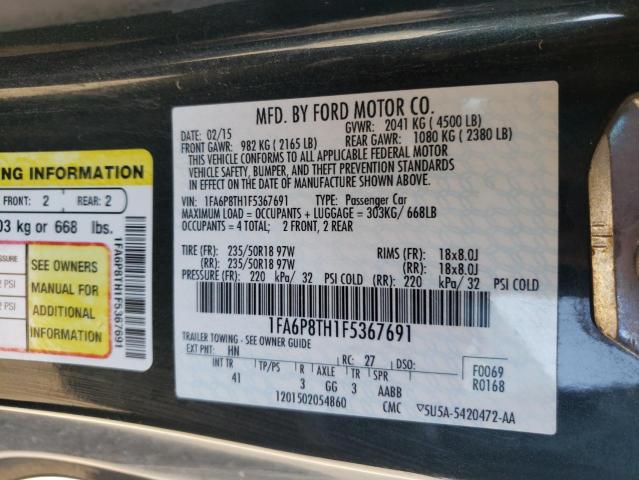 MFD. BY FORD MOTOR CO.
DATE: 02/15 GVWR: 2041 KG ( 4500 LB)
FRONT GAWR: 982 KG ( 2165 LB) REAR GAWR: 1080 KG ( 2380 LB)
THIS VEHICLE CONFORMS TO ALL APPLICABLE FEDERAL MOTOR
VEHICLE SAFETY, BUMPER, AND THEFT PREVENTION STANDARDS
IN EFFECT ON THE DATE OF MANUFACTURE SHOWN ABOVE.
VIN: 1FA6P8TH1F5367691 TYPE: Passenger Car
MAXIMUM LOAD = OCCUPANTS + LUGGAGE = 303KG/ 668LB
OCCUPANTS = 4 TOTAL; 2 FRONT, 2 REAR
TIRE (FR): 235/50R18 97W RIMS (FR): 18x8.0J
(RR): 235/50R18 97W (RR): 18x8.0J
PRESSURE (FR): 220 kPa/ 32 PSI COLD (RR): 220 kPa/ 32 PSI COLD
1FA6P8TH1F5367691
TRAILER TOWING - SEE OWNER GUIDE
EXT PNT: HN RC: 27 DSO: F0069
INT TR TP/PS R AXLE TR SPR R0168
41 3 GG 3 AABB
1201502054860 CMC ▽5U5A-5420472-AA
NG INFORMATION
FRONT: 2 REAR: 2
03 kg or 668 lbs.
SSURE
PSI
PSI
SEE OWNERS
MANUAL FOR
ADDITIONAL
INFORMATION
1FA6P8TH1F5367691